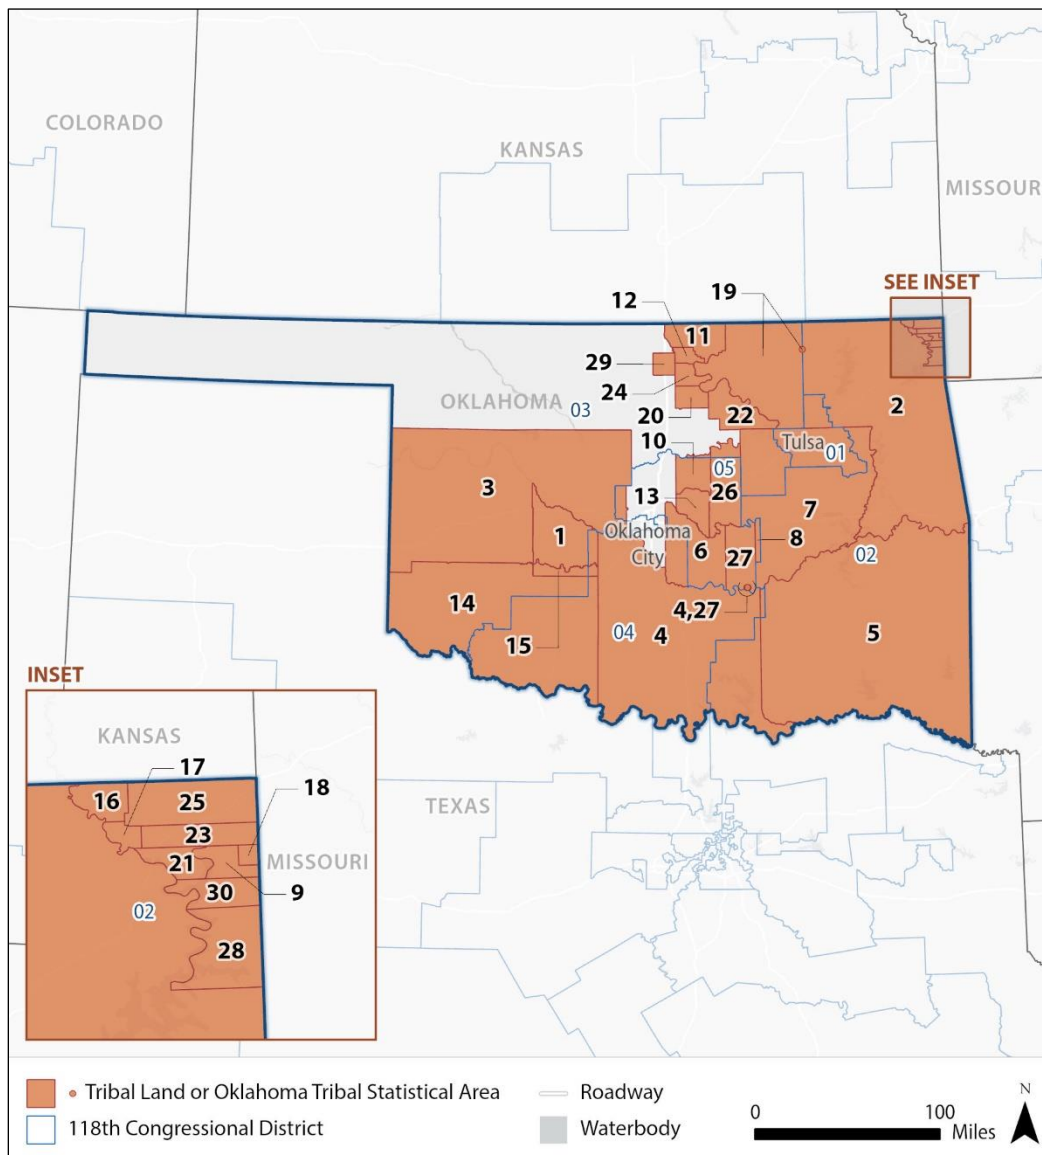 COLORADO
KANSAS
MISSOUR
SEE INSET
12
19
11
29
24
OKLAHOMA
03
20
22
2
10
Tulsa
01
05
3
13
26
7
1
Oklahoma
City
6
27
8
02
14
4,27
15
04
4
5
INSET
KANSAS
17
16
25
18
23
MISSOURI
21
9
30
02
28
TEXAS
Tribal Land or Oklahoma Tribal Statistical Area
118th Congressional District
Roadway
Waterbody
0
100
Miles
N